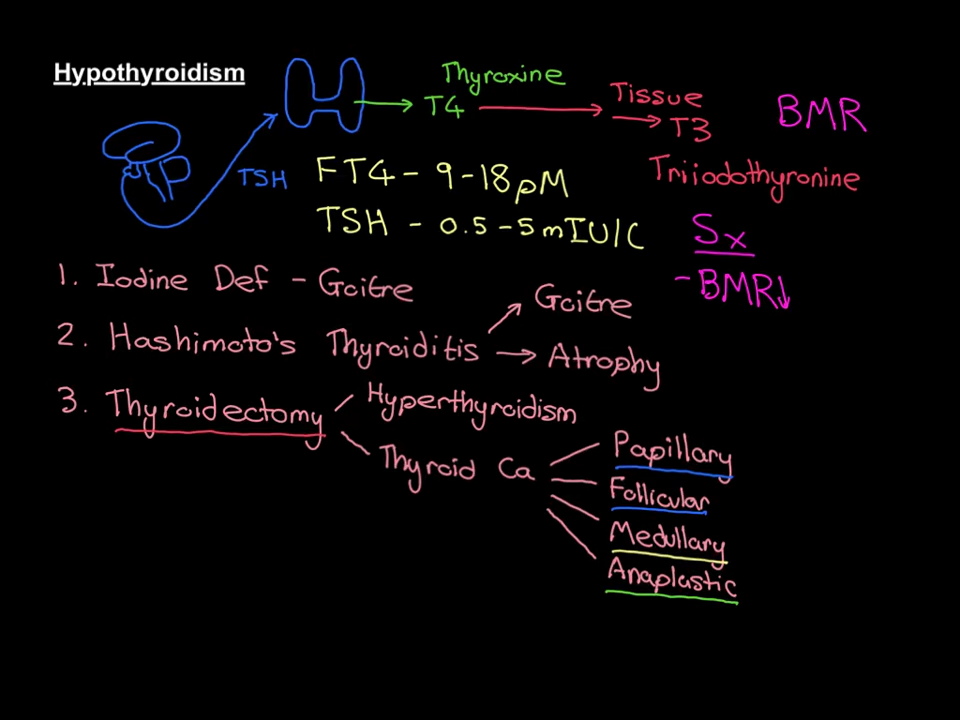 Hypothyroidism
Thyroxine
T4
Tissue
T3
BMR
Triiodothyronine
TSH
FT4 - 9-18pM
TSH - 0.5-5mIU/L
Sx
- BMR↓
1. Iodine Def - Goitre
2. Hashimoto's Thyroiditis
Goitre
Atrophy
3. Thyroidectomy
Hyperthyroidism
Thyroid Ca
Papillary
Follicular
Medullary
Anaplastic